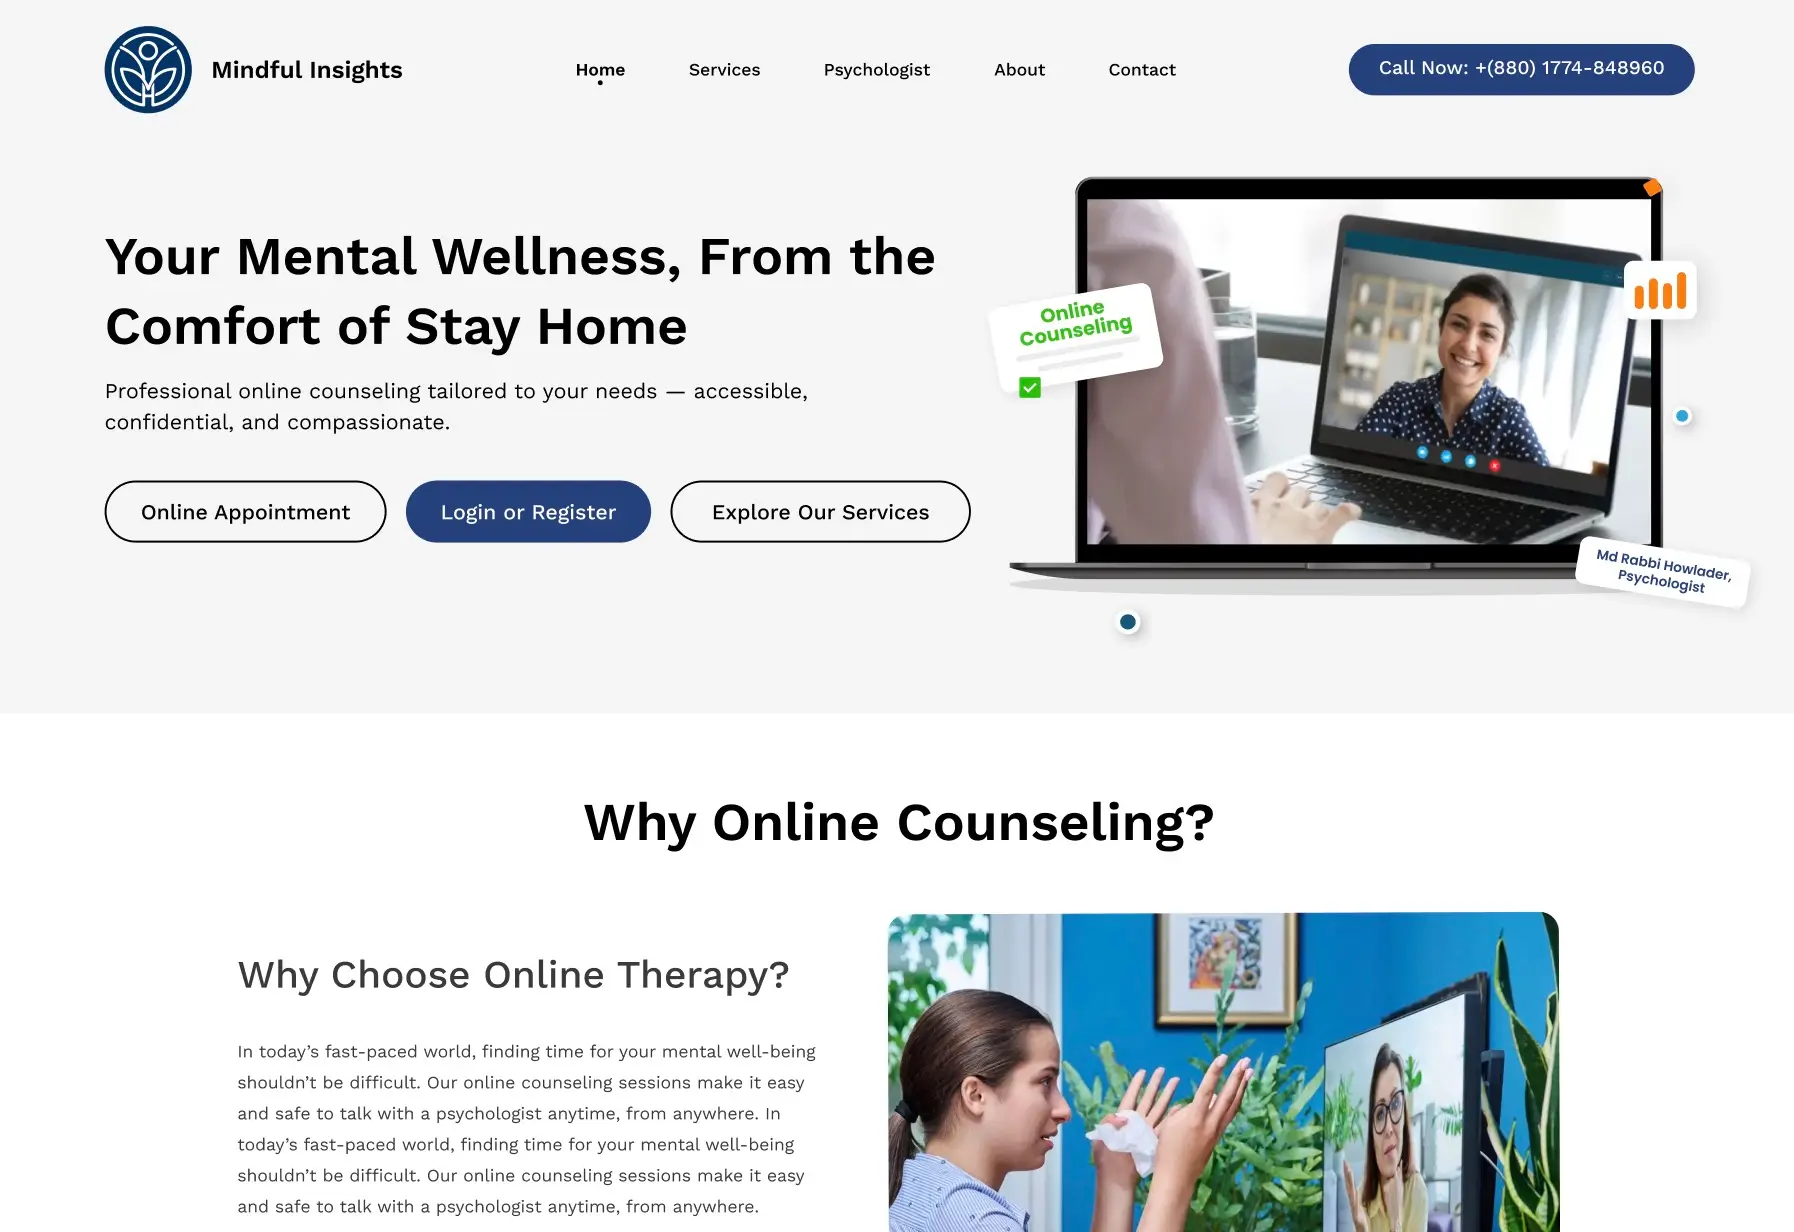 Mindful Insights
Home
Services
Psychologist
About
Contact
Call Now: +(880) 1774-848960
Your Mental Wellness, From the
Comfort of Stay Home
Professional online counseling tailored to your needs — accessible,
confidential, and compassionate.
Online Appointment
Login or Register
Explore Our Services
Online
Counseling
Md Rabbi Howlader,
Psychologist
Why Online Counseling?
Why Choose Online Therapy?
In today’s fast-paced world, finding time for your mental well-being
shouldn’t be difficult. Our online counseling sessions make it easy
and safe to talk with a psychologist anytime, from anywhere. In
today’s fast-paced world, finding time for your mental well-being
shouldn’t be difficult. Our online counseling sessions make it easy
and safe to talk with a psychologist anytime, from anywhere.